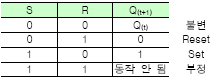 S R Q(t+1)
0 0 Q(t) 불변
0 1 0 Reset
1 0 1 Set
1 1 동작 안 됨 부정